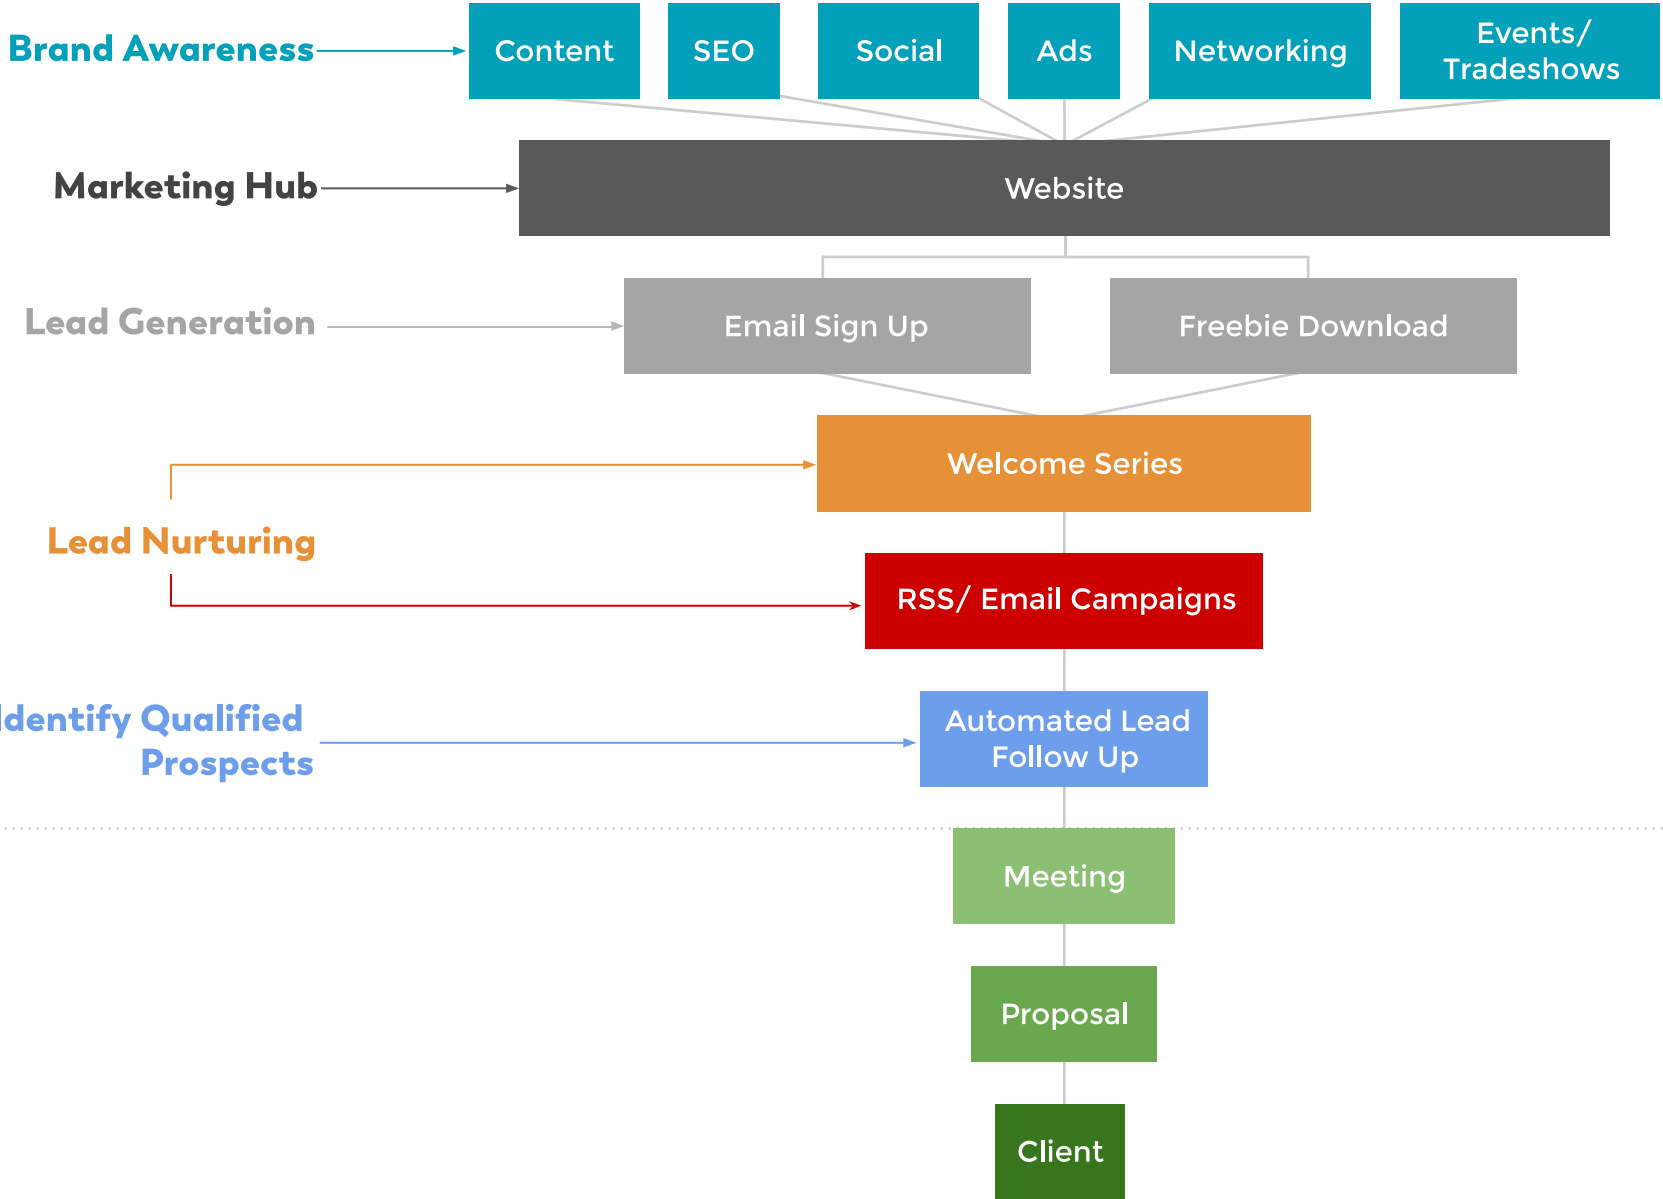 Brand Awareness
Content
SEO
Social
Ads
Networking
Events/
Tradeshows
Marketing Hub
Website
Lead Generation
Email Sign Up
Freebie Download
Welcome Series
Lead Nurturing
RSS/ Email Campaigns
Identify Qualified
Prospects
Automated Lead
Follow Up
Meeting
Proposal
Client